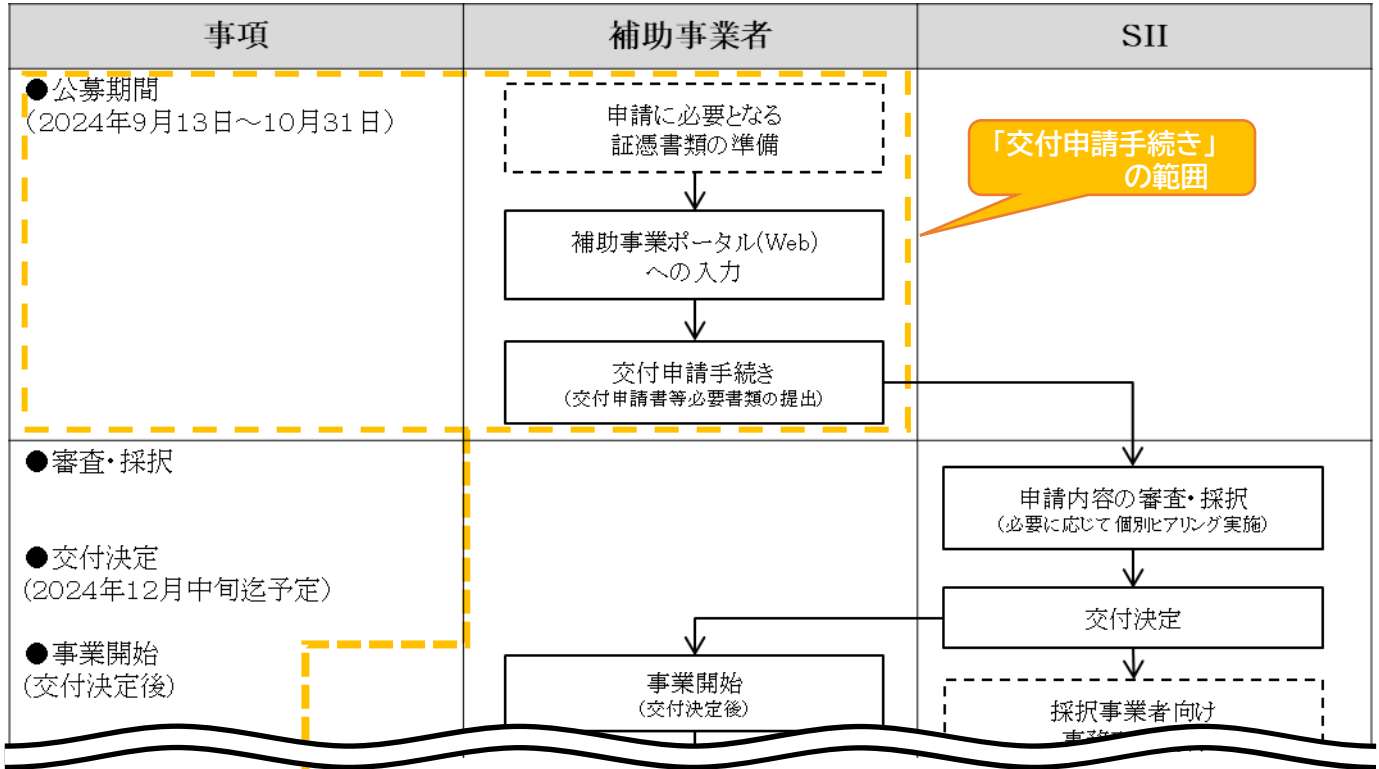 事項
補助事業者
SII
●公募期間
(2024年9月13日～10月31日)
申請に必要となる
証憑書類の準備
「交付申請手続き」
の範囲
補助事業ポータル(Web)
への入力
交付申請手続き
(交付申請書等必要書類の提出)
●審査・採択
申請内容の審査・採択
(必要に応じて個別ヒアリング実施)
●交付決定
(2024年12月中旬迄予定)
交付決定
●事業開始
(交付決定後)
事業開始
(交付決定後)
採択事業者向け